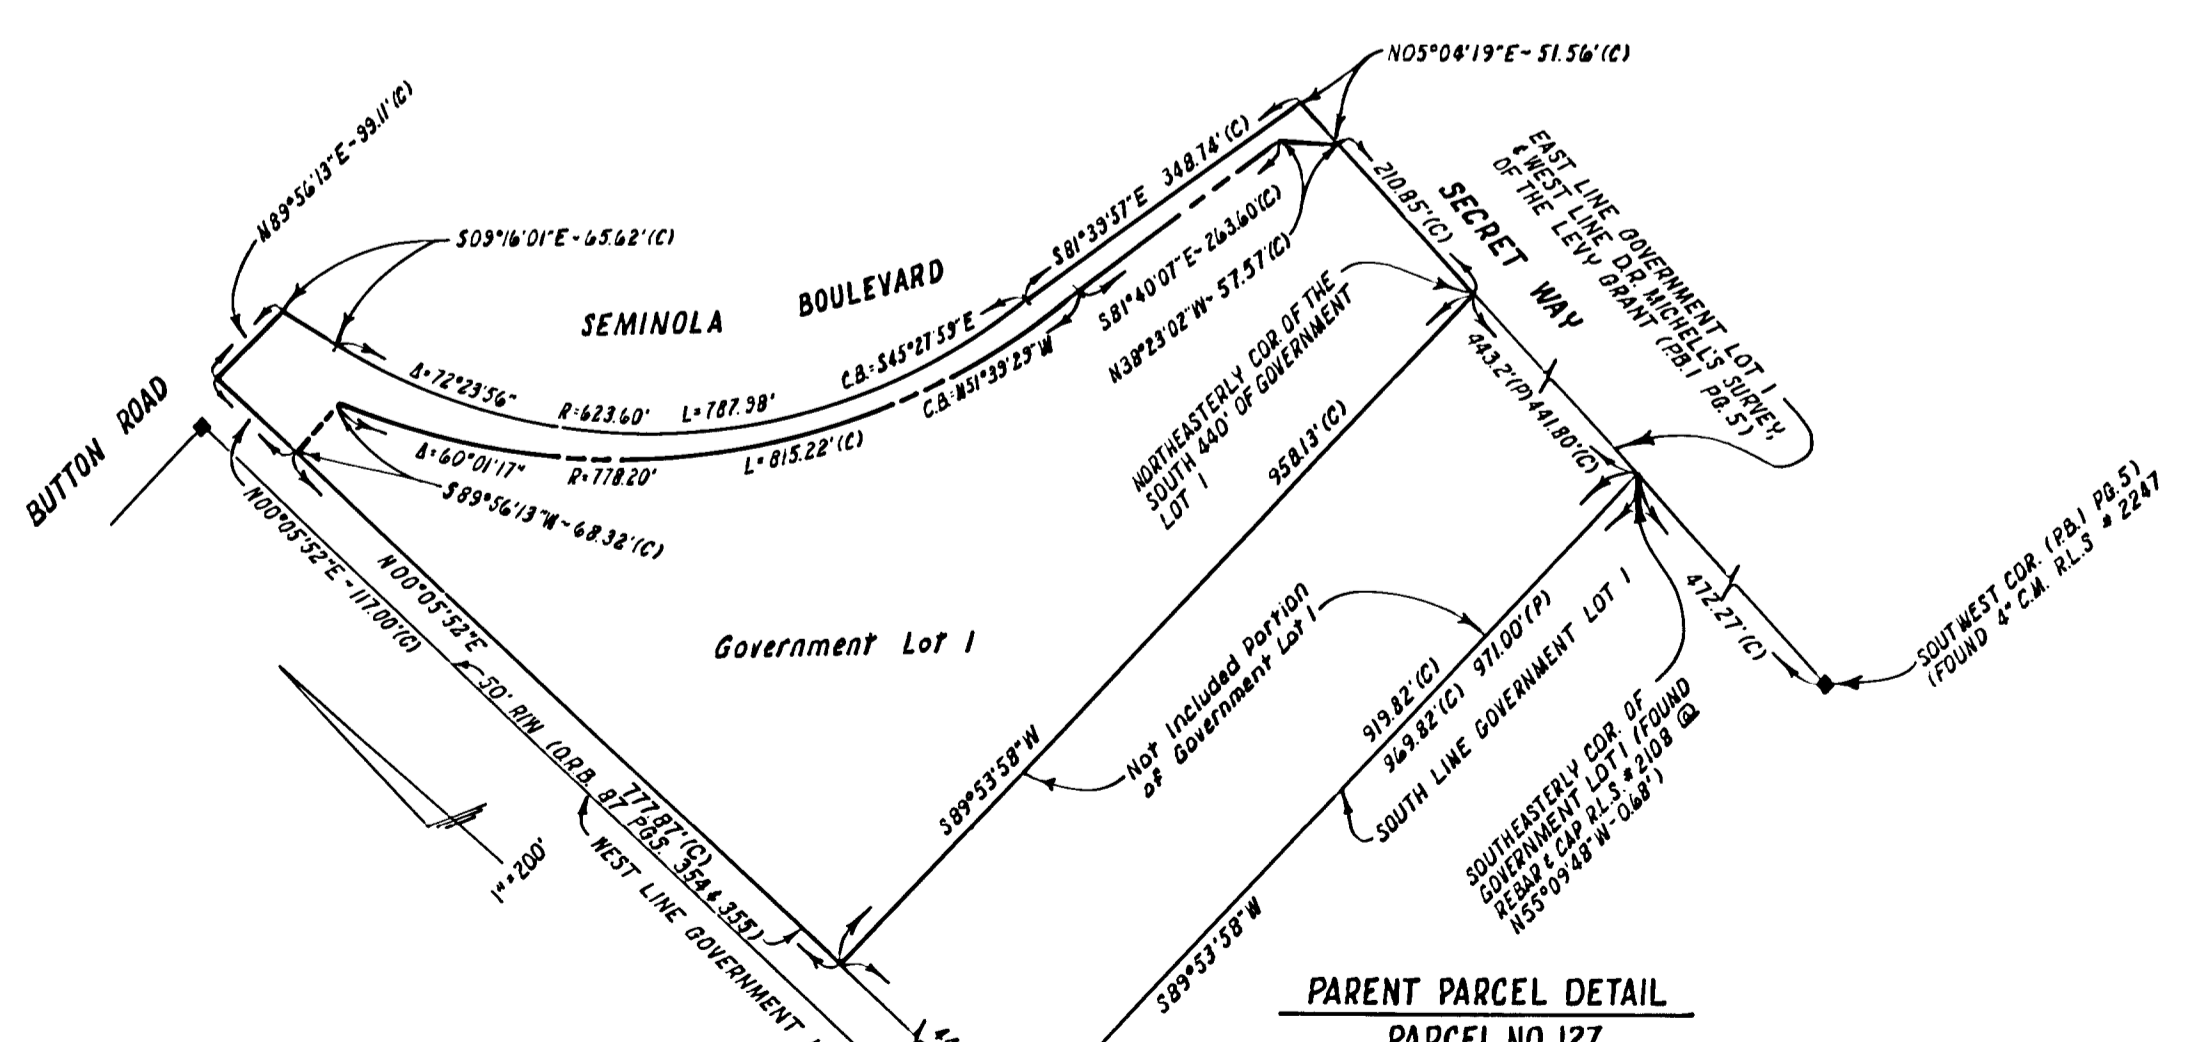 N05°04'19"E~51.56'(C)
N89°56'13"E~99.11'(C)
S09°16'01"E~65.62'(C)
SEMINOLA BOULEVARD
S81°39'57"E 348.74'(C)
S81°40'07"E~263.60'(C)
N38°23'02"W~57.57'(C)
210.85'(C)
SECRET WAY
EAST LINE GOVERNMENT LOT 1
& WEST LINE D.R. MICHELL'S SURVEY,
OF THE LEVY GRANT (P.B.1 PG.5)
BUTTON ROAD
Δ=72°23'56"
R=623.60'
L=787.98'
C.B.=S45°27'59"E
Δ=60°01'17"
R=778.20'
L=815.22'(C)
C.B.=N51°39'29"W
S89°56'13"W~68.32'(C)
NORTHEASTERLY COR. OF THE
SOUTH 440' OF GOVERNMENT
LOT 1
443.2'(P) 441.80'(C)
958.13'(C)
S89°53'58"W
N00°05'52"E~117.00'(C)
N00°05'52"E
777.87'(C)
50' R/W (O.R.B. 87 PGS. 354 & 355)
WEST LINE GOVERNMENT
Government Lot 1
Not Included Portion
of Government Lot 1
919.82'(C)
969.82'(C) 971.00'(P)
SOUTH LINE GOVERNMENT LOT 1
S89°53'58"W
472.27'(C)
SOUTHWEST COR. (P.B.1 PG.5)
(FOUND 4" C.M. R.L.S # 2247
SOUTHEASTERLY COR. OF
GOVERNMENT LOT 1 (FOUND
REBAR & CAP R.L.S. #2108 @
N55°09'48"W-0.68')
1"=200'
PARENT PARCEL DETAIL
PARCEL NO. 127